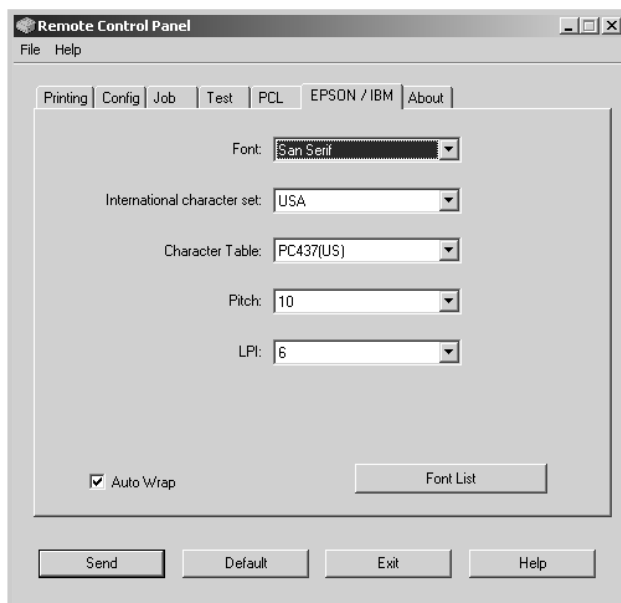 Remote Control Panel
File Help
Printing Config Job Test PCL EPSON / IBM About
Font: San Serif
International character set: USA
Character Table: PC437(US)
Pitch: 10
LPI: 6
Auto Wrap Font List
Send Default Exit Help